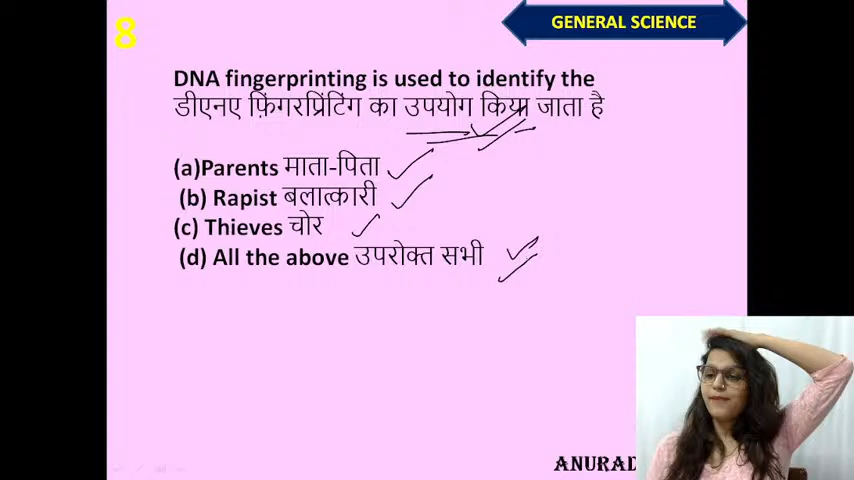 8
GENERAL SCIENCE
DNA fingerprinting is used to identify the
डीएनए फ़िंगरप्रिंटिंग का उपयोग किया जाता है
(a)Parents माता-पिता
(b) Rapist बलात्कारी
(c) Thieves चोर
(d) All the above उपरोक्त सभी
ANURAD